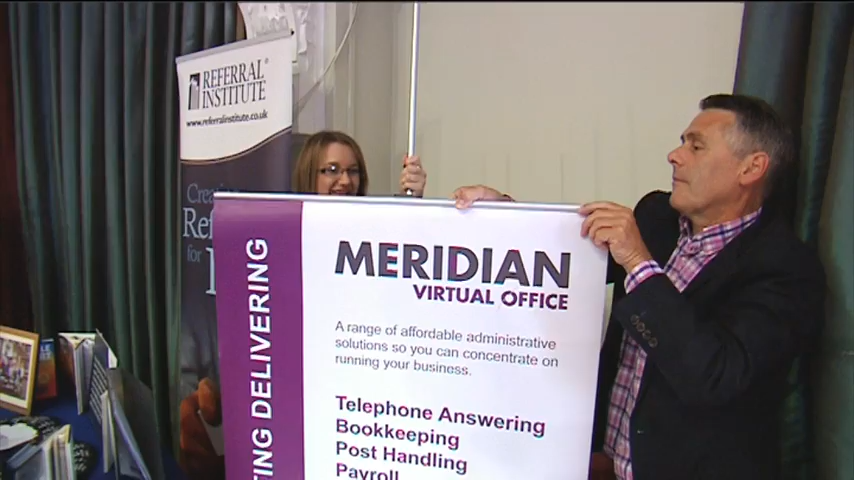 REFERRAL®
INSTITUTE
www.referralinstitute.co.uk
for
MERIDIAN
VIRTUAL OFFICE
A range of affordable administrative
solutions so you can concentrate on
running your business.
Telephone Answering
Bookkeeping
Post Handling
Payroll
DELIVERING